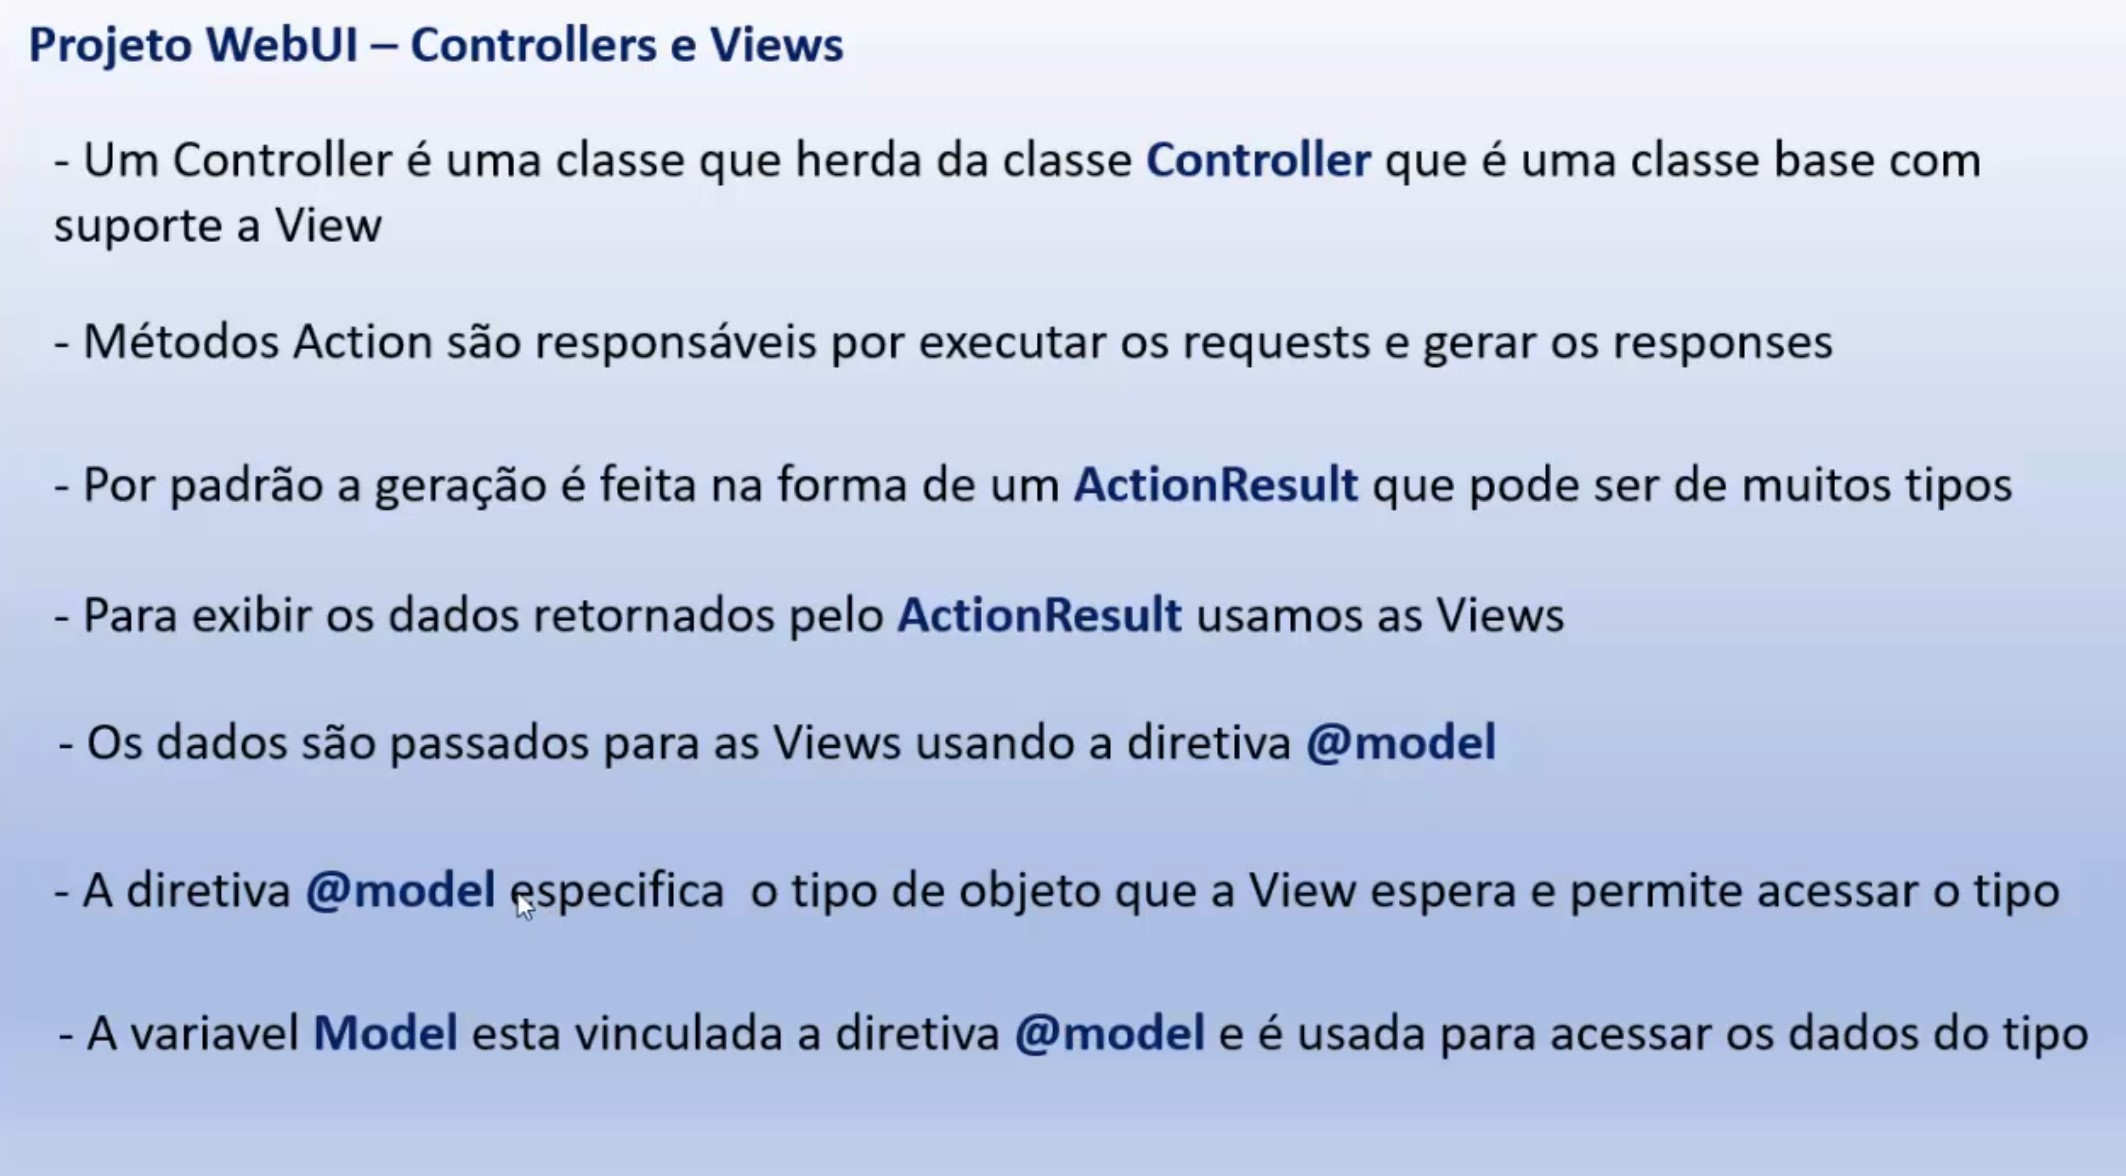 Projeto WebUI – Controllers e Views
- Um Controller é uma classe que herda da classe Controller que é uma classe base com
suporte a View
- Métodos Action são responsáveis por executar os requests e gerar os responses
- Por padrão a geração é feita na forma de um ActionResult que pode ser de muitos tipos
- Para exibir os dados retornados pelo ActionResult usamos as Views
- Os dados são passados para as Views usando a diretiva @model
- A diretiva @model especifica  o tipo de objeto que a View espera e permite acessar o tipo
- A variavel Model esta vinculada a diretiva @model e é usada para acessar os dados do tipo